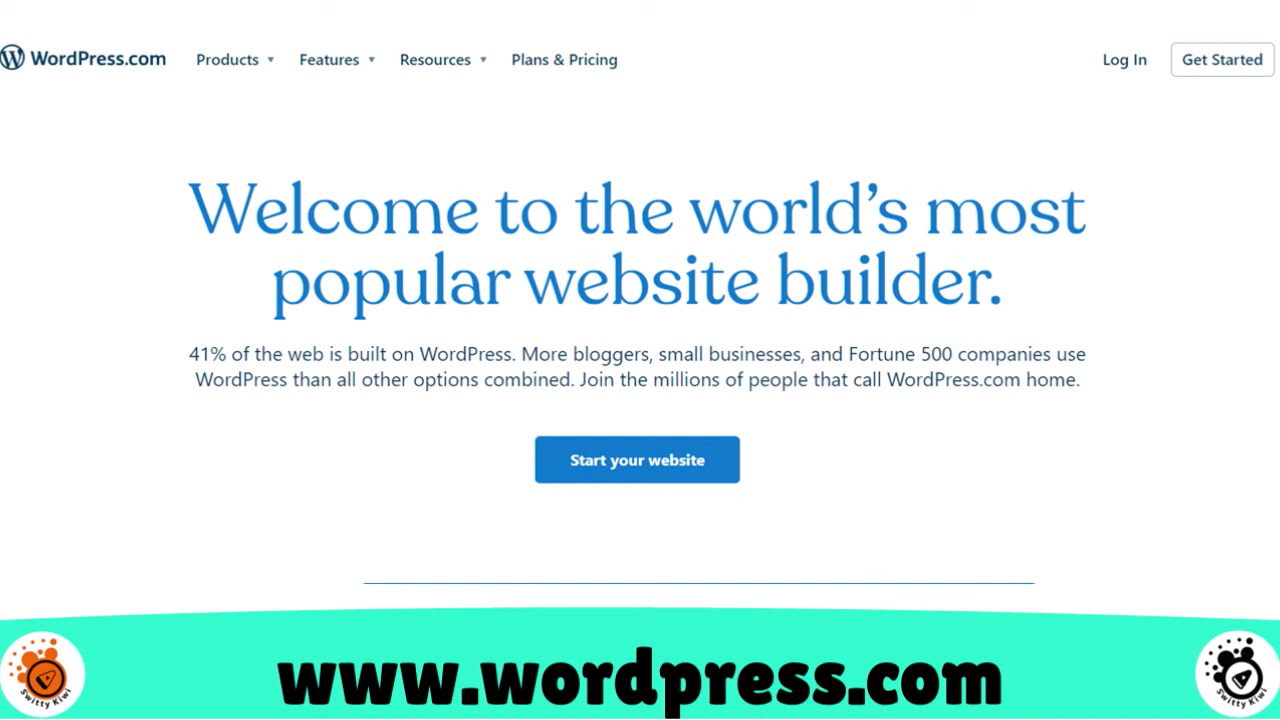 WordPress.com Products Features Resources Plans & Pricing Log In Get Started
Welcome to the world’s most
popular website builder.
41% of the web is built on WordPress. More bloggers, small businesses, and Fortune 500 companies use
WordPress than all other options combined. Join the millions of people that call WordPress.com home.
Start your website
www.wordpress.com
Switty Kiwi
Switty Kiwi